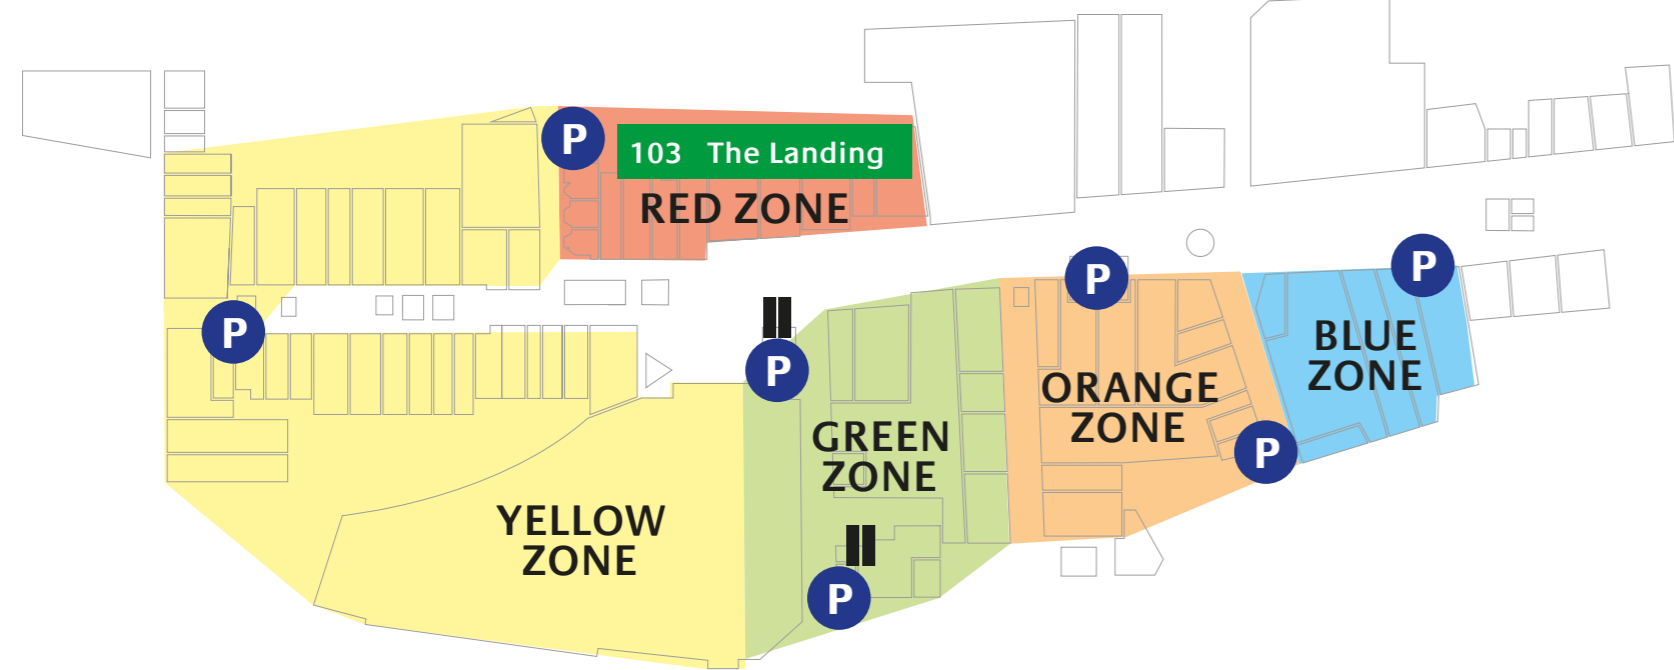 P
103 The Landing
RED ZONE
P
P
P
P
BLUE
ZONE
ORANGE
ZONE
GREEN
ZONE
P
YELLOW
ZONE
P